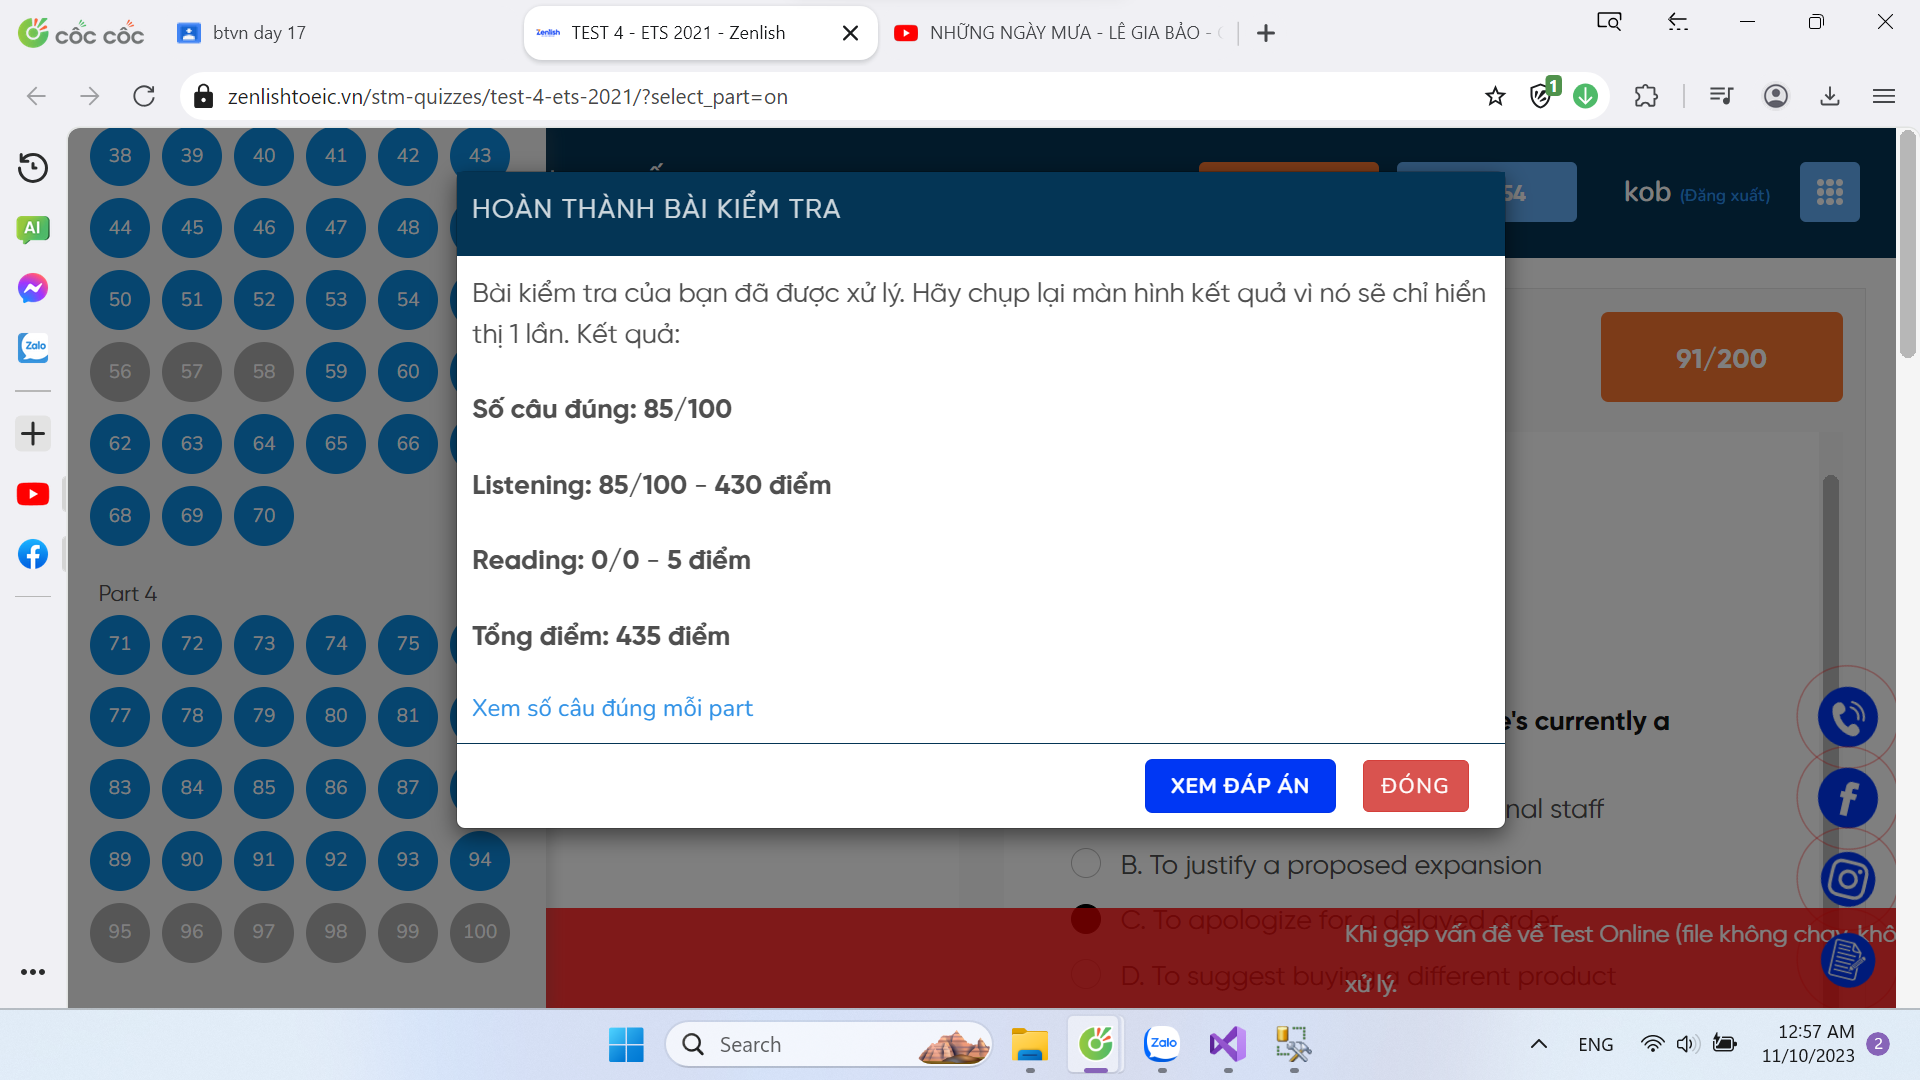 cốc cốc
btvn day 17
Zenlish
TEST 4 - ETS 2021 - Zenlish
NHỮNG NGÀY MƯA - LÊ GIA BẢO -
zenlishtoeic.vn/stm-quizzes/test-4-ets-2021/?select_part=on
1
38 39 40 41 42 43
44 45 46 47 48
50 51 52 53 54
56 57 58 59 60
62 63 64 65 66
68 69 70
Part 4
71 72 73 74 75
77 78 79 80 81
83 84 85 86 87
89 90 91 92 93 94
95 96 97 98 99 100
AI
Zalo
54
kob (Đăng xuất)
91/200
HOÀN THÀNH BÀI KIỂM TRA
Bài kiểm tra của bạn đã được xử lý. Hãy chụp lại màn hình kết quả vì nó sẽ chỉ hiển
thị 1 lần. Kết quả:
Số câu đúng: 85/100
Listening: 85/100 - 430 điểm
Reading: 0/0 - 5 điểm
Tổng điểm: 435 điểm
Xem số câu đúng mỗi part
XEM ĐÁP ÁN
ĐÓNG
's currently a
nal staff
B. To justify a proposed expansion
C. To apologize for a delayed order
D. To suggest buying a different product
Khi gặp vấn đề về Test Online (file không chạy, khô
xử lý.
Search
Zalo
ENG
12:57 AM
11/10/2023
2